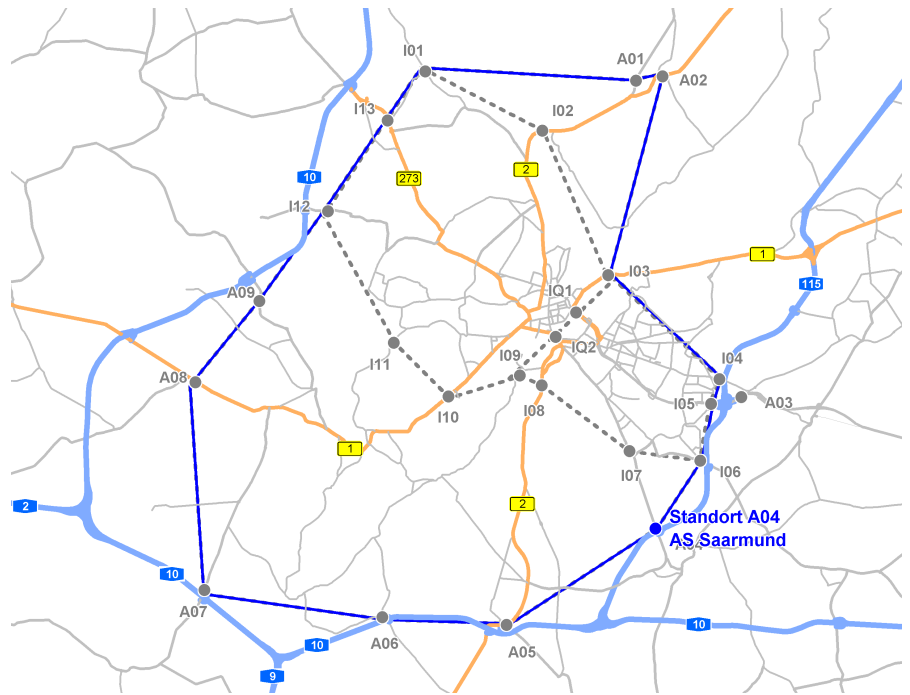 I01
A01
A02
10
I13
I02
2
273
10
I12
I03
1
115
A09
IQ1
IQ2
I11
I09
I04
A08
I08
I05
A03
I10
1
I07
I06
2
2
Standort A04
AS Saarmund
10
A07
10
A06
A05
10
9